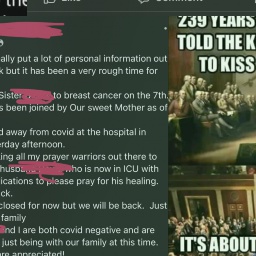 ally put a lot of personal information out
k but it has been a very rough time for
Sister to breast cancer on the 7th.
s been joined by Our sweet Mother as of
d away from covid at the hospital in
erday afternoon.
ing all my prayer warriors out there to
husb who is now in ICU with
ications to please pray for his healing.
ck.
closed for now but we will be back. Just
family
nd I are both covid negative and are
just being with our family at this time.
re appreciated!
239 YEARS
TOLD THE K
TO KISS
IT'S ABOUT